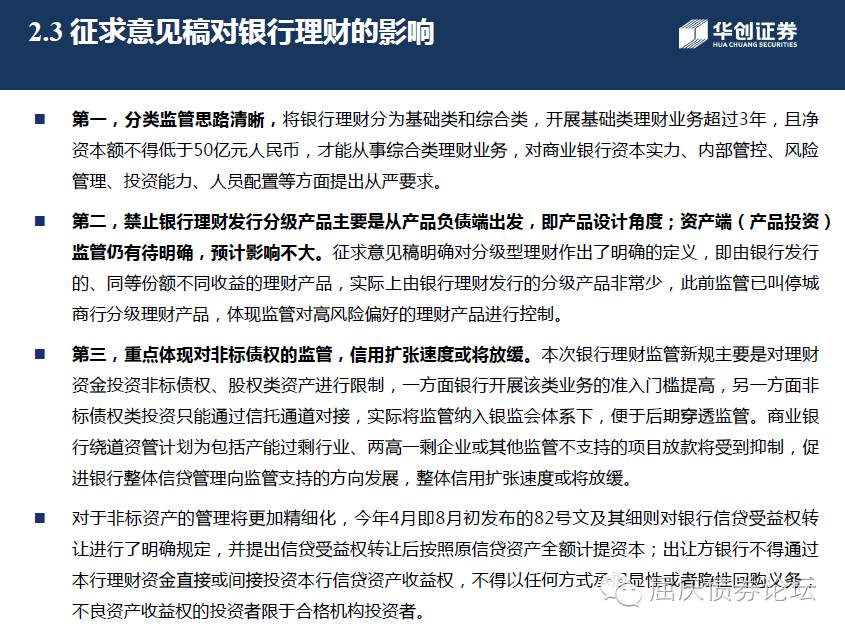 2.3 征求意见稿对银行理财的影响
华创证券
HUA CHUANG SECURITIES
■ 第一，分类监管思路清晰，将银行理财分为基础类和综合类，开展基础类理财业务超过3年，且净
资本额不得低于50亿元人民币，才能从事综合类理财业务，对商业银行资本实力、内部管控、风险
管理、投资能力、人员配置等方面提出从严要求。
■ 第二，禁止银行理财发行分级产品主要是从产品负债端出发，即产品设计角度；资产端（产品投资）
监管仍有待明确，预计影响不大。征求意见稿明确对分级型理财作出了明确的定义，即由银行发行
的、同等份额不同收益的理财产品，实际上由银行理财发行的分级产品非常少，此前监管已叫停城
商行分级理财产品，体现监管对高风险偏好的理财产品进行控制。
■ 第三，重点体现对非标债权的监管，信用扩张速度或将放缓。本次银行理财监管新规主要是对理财
资金投资非标债权、股权类资产进行限制，一方面银行开展该类业务的准入门槛提高，另一方面非
标债权类投资只能通过信托通道对接，实际将监管纳入银监会体系下，便于后期穿透监管。商业银
行绕道资管计划为包括产能过剩行业、两高一剩企业或其他监管不支持的项目放款将受到抑制，促
进银行整体信贷管理向监管支持的方向发展，整体信用扩张速度或将放缓。
■ 对于非标资产的管理将更加精细化，今年4月即8月初发布的82号文及其细则对银行信贷受益权转
让进行了明确规定，并提出信贷受益权转让后按照原信贷资产全额计提资本；出让方银行不得通过
本行理财资金直接或间接投资本行信贷资产收益权，不得以任何方式承担显性或者隐性回购义务；
不良资产收益权的投资者限于合格机构投资者。
屈庆债券论坛